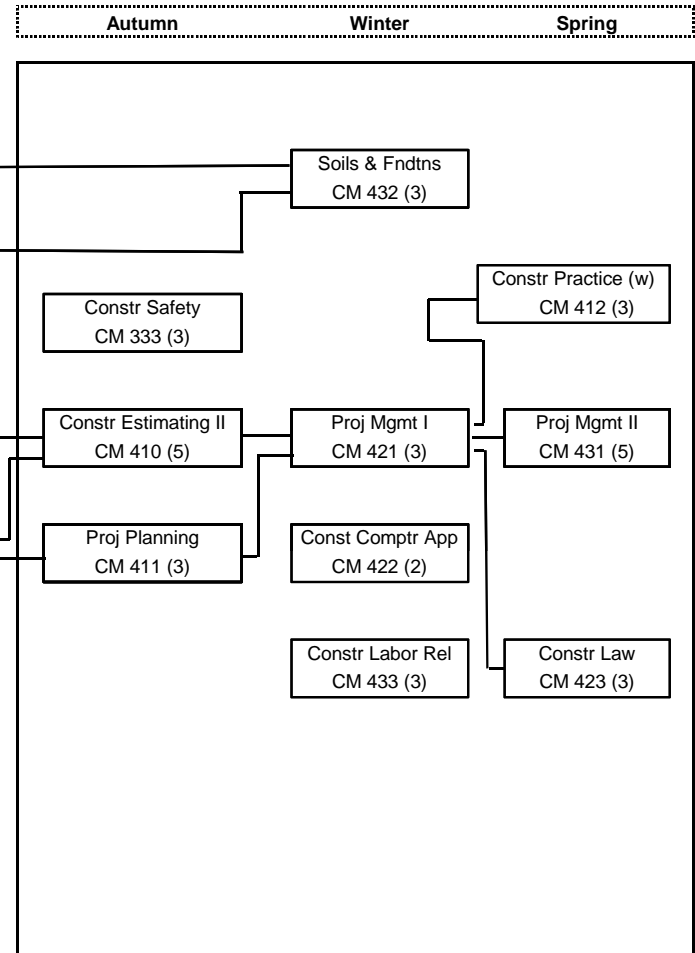 Autumn
Winter
Spring
Soils & Fndtns
CM 432 (3)
Constr Practice (w)
CM 412 (3)
Constr Safety
CM 333 (3)
Constr Estimating II
CM 410 (5)
Proj Mgmt I
CM 421 (3)
Proj Mgmt II
CM 431 (5)
Proj Planning
CM 411 (3)
Const Comptr App
CM 422 (2)
Constr Labor Rel
CM 433 (3)
Constr Law
CM 423 (3)